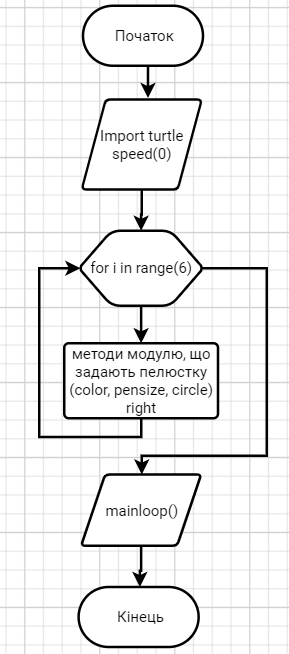 Початок
Import turtle
speed(0)
for i in range(6)
методи модулю, що
задають пелюстку
(color, pensize, circle)
right
mainloop()
Кінець